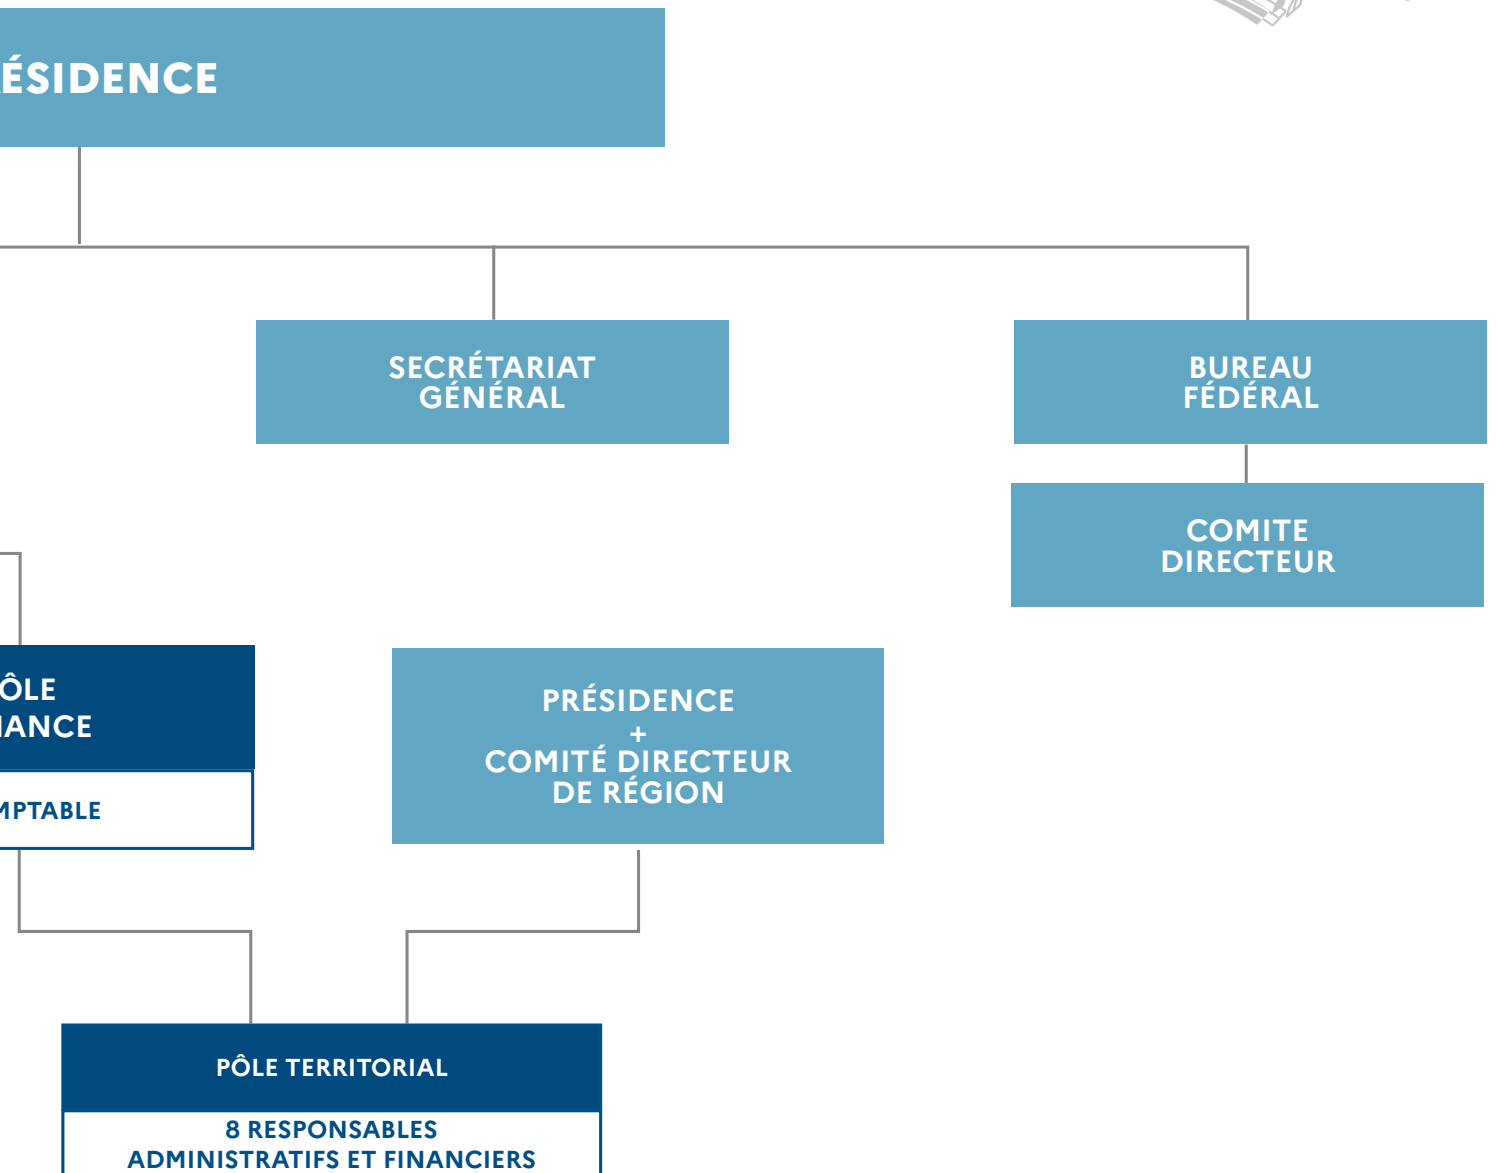 ÉSIDENCE
SECRÉTARIAT
GÉNÉRAL
BUREAU
FÉDÉRAL
COMITE
DIRECTEUR
ÔLE
ANCE
MPTABLE
PRÉSIDENCE
+
COMITÉ DIRECTEUR
DE RÉGION
PÔLE TERRITORIAL
8 RESPONSABLES
ADMINISTRATIFS ET FINANCIERS